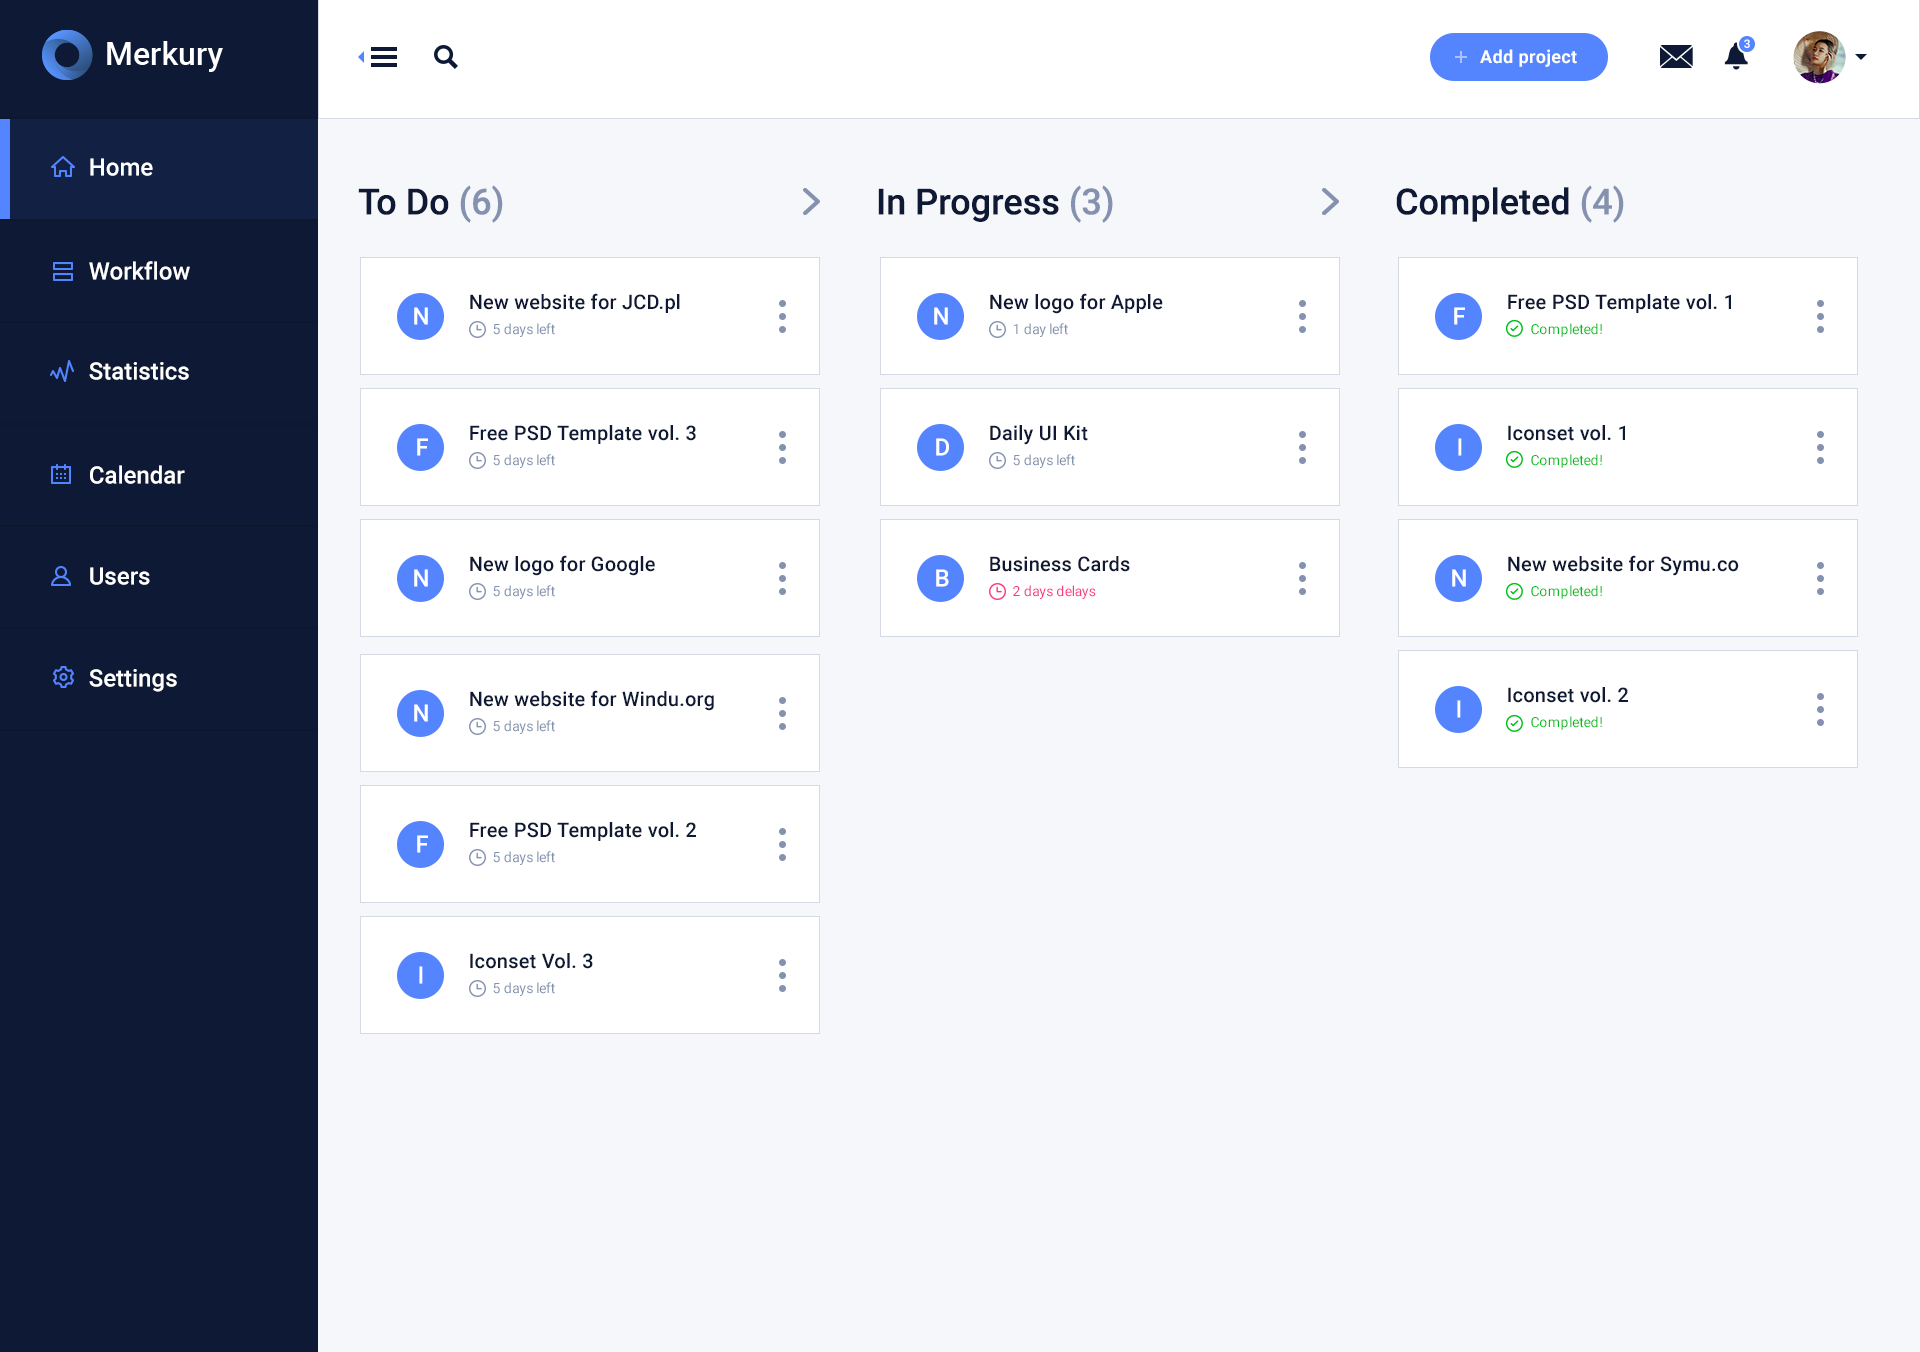 Merkury
+ Add project
3
Home
Workflow
Statistics
Calendar
Users
Settings
To Do (6)
N
New website for JCD.pl
5 days left
F
Free PSD Template vol. 3
5 days left
N
New logo for Google
5 days left
N
New website for Windu.org
5 days left
F
Free PSD Template vol. 2
5 days left
I
Iconset Vol. 3
5 days left
In Progress (3)
N
New logo for Apple
1 day left
D
Daily UI Kit
5 days left
B
Business Cards
2 days delays
Completed (4)
F
Free PSD Template vol. 1
Completed!
I
Iconset vol. 1
Completed!
N
New website for Symu.co
Completed!
I
Iconset vol. 2
Completed!